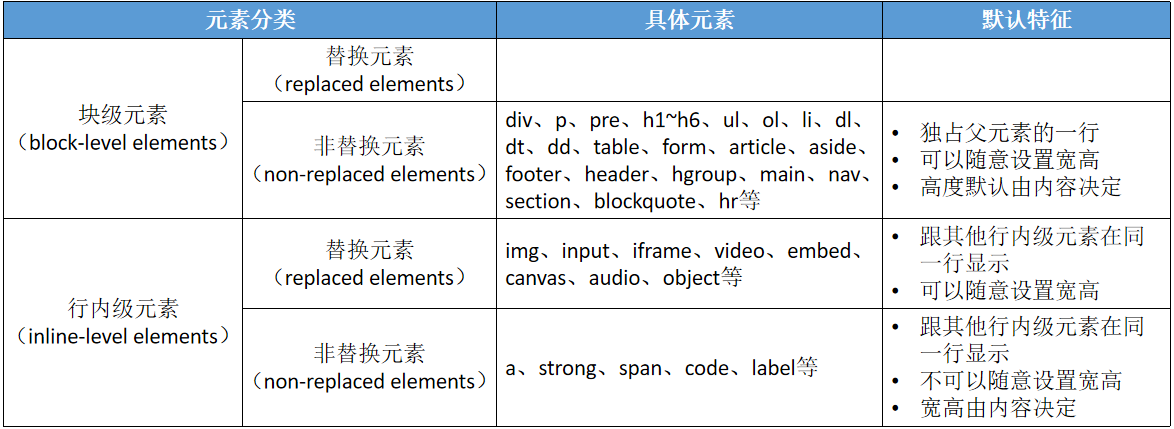 元素分类 具体元素 默认特征
块级元素
（block-level elements）
替换元素
（replaced elements）
非替换元素
（non-replaced elements）
div、p、pre、h1~h6、ul、ol、li、dl、
dt、dd、table、form、article、aside、
footer、header、hgroup、main、nav、
section、blockquote、hr等
• 独占父元素的一行
• 可以随意设置宽高
• 高度默认由内容决定
行内级元素
（inline-level elements）
替换元素
（replaced elements）
img、input、iframe、video、embed、
canvas、audio、object等
• 跟其他行内级元素在同
一行显示
• 可以随意设置宽高
非替换元素
（non-replaced elements）
a、strong、span、code、label等
• 跟其他行内级元素在同
一行显示
• 不可以随意设置宽高
• 宽高由内容决定